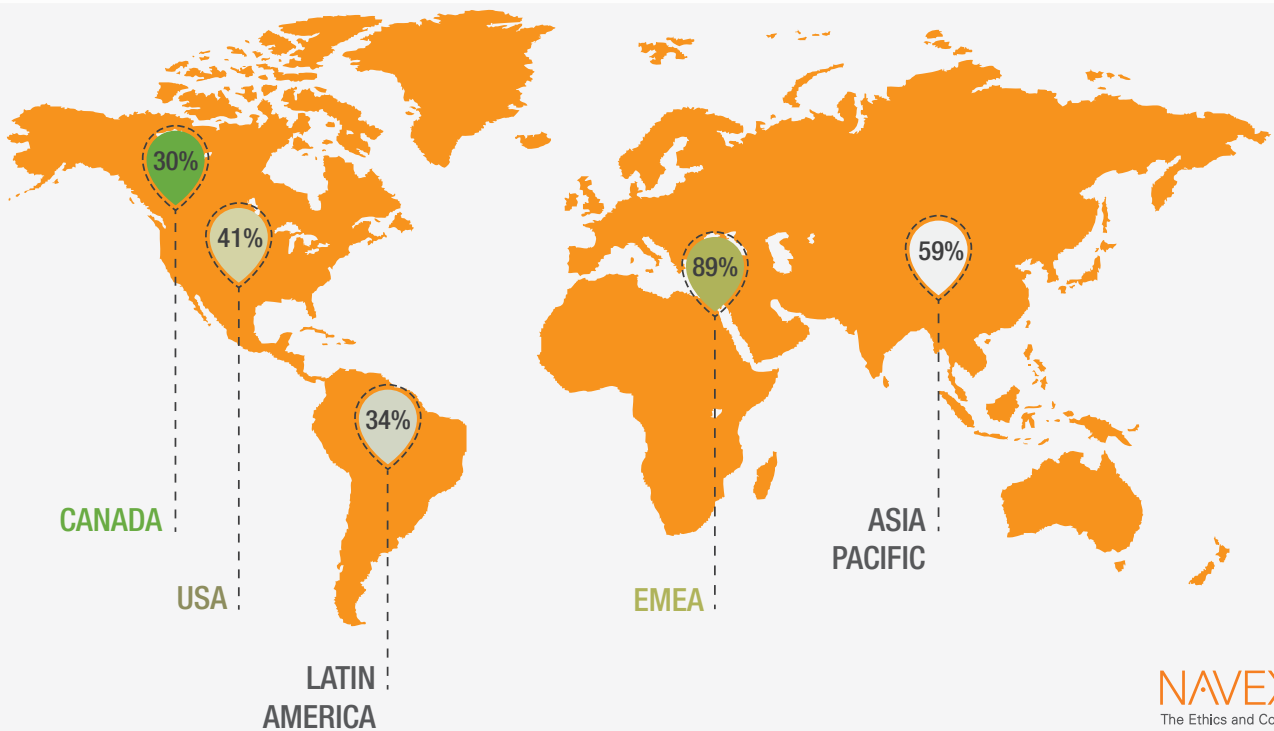 30%
41%
89%
59%
34%
CANADA
USA
LATIN
AMERICA
EMEA
ASIA
PACIFIC
NAVEX
The Ethics and Co